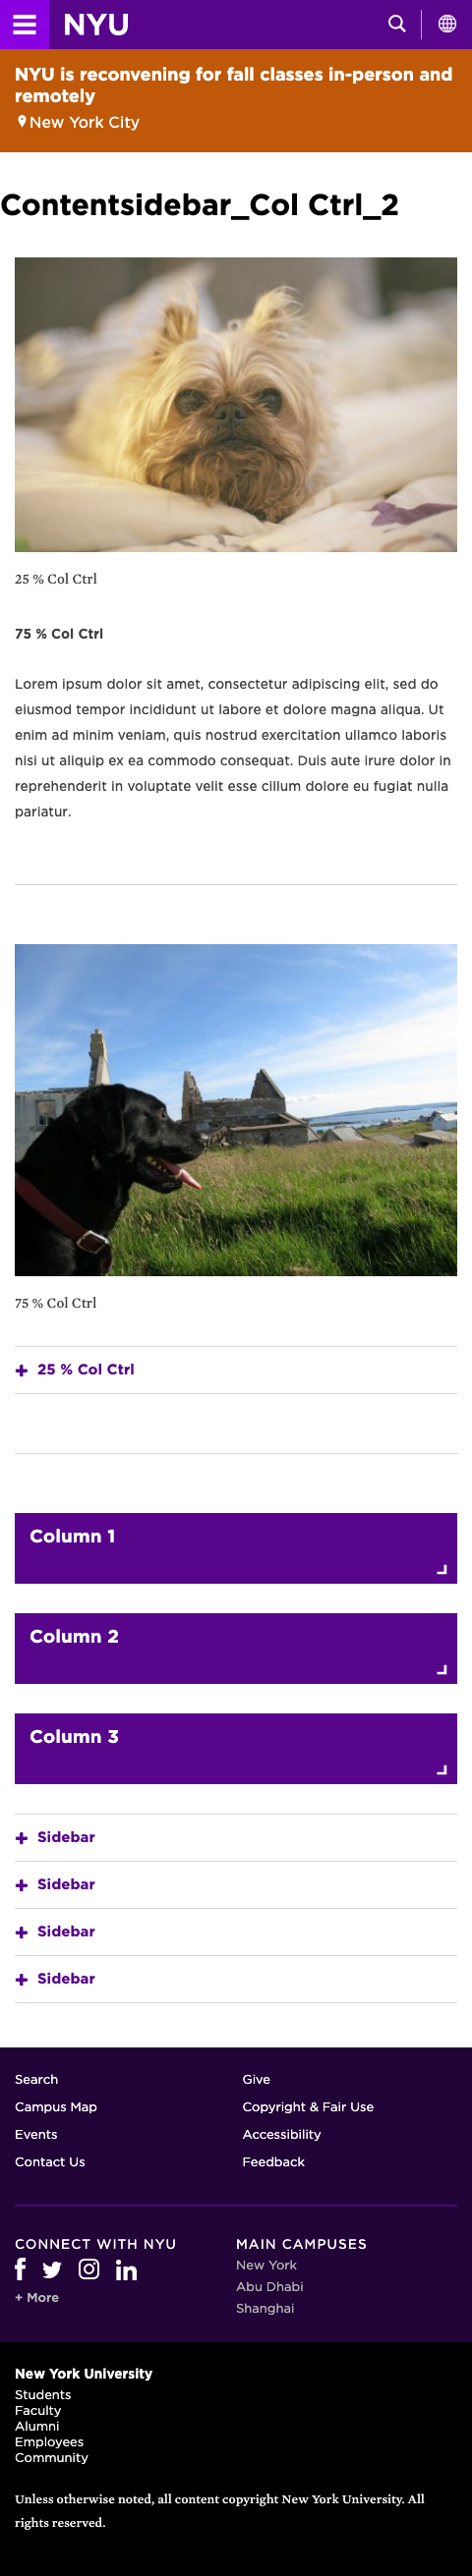 NYU
NYU is reconvening for fall classes in-person and
remotely
New York City
Contentsidebar_Col Ctrl_2
25 % Col Ctrl
75 % Col Ctrl
Lorem ipsum dolor sit amet, consectetur adipiscing elit, sed do
eiusmod tempor incididunt ut labore et dolore magna aliqua. Ut
enim ad minim veniam, quis nostrud exercitation ullamco laboris
nisi ut aliquip ex ea commodo consequat. Duis aute irure dolor in
reprehenderit in voluptate velit esse cillum dolore eu fugiat nulla
pariatur.
75 % Col Ctrl
+ 25 % Col Ctrl
Column 1
Column 2
Column 3
+ Sidebar
+ Sidebar
+ Sidebar
+ Sidebar
Search
Campus Map
Events
Contact Us
Give
Copyright & Fair Use
Accessibility
Feedback
CONNECT WITH NYU
+ More
MAIN CAMPUSES
New York
Abu Dhabi
Shanghai
New York University
Students
Faculty
Alumni
Employees
Community
Unless otherwise noted, all content copyright New York University. All
rights reserved.